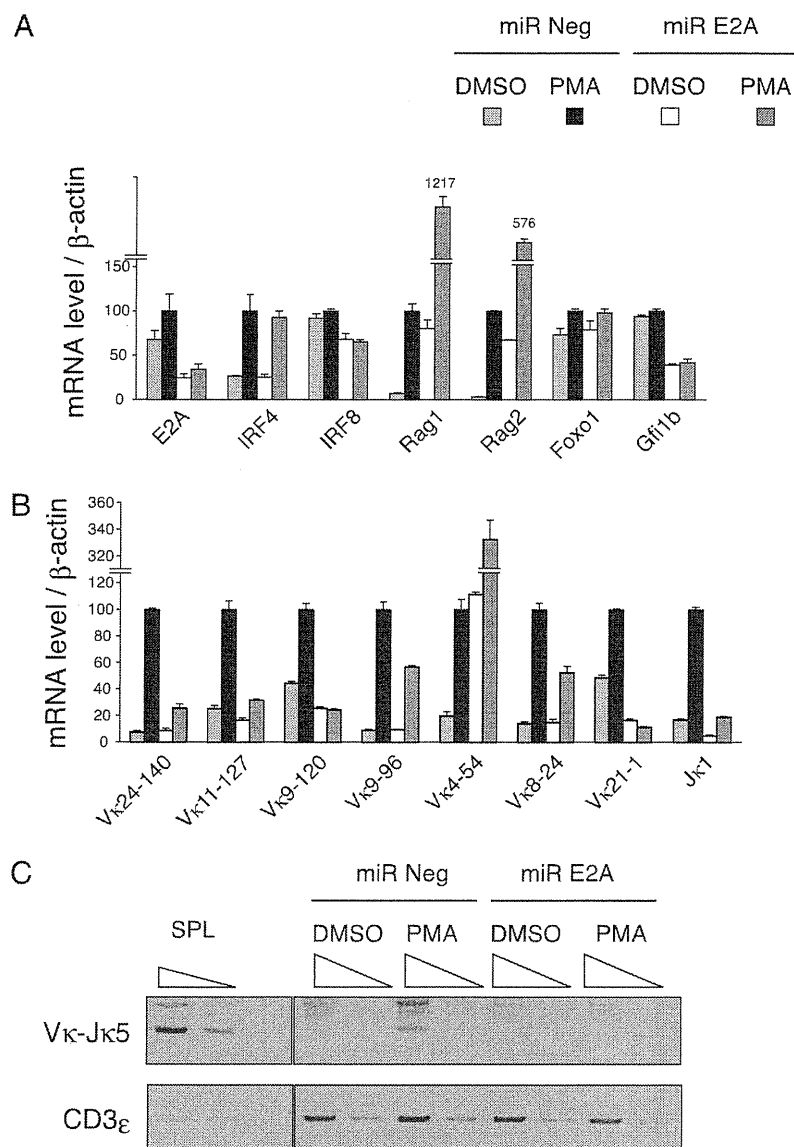 A
miR Neg miR E2A
DMSO PMA DMSO PMA
mRNA level / β-actin
1217
576
150
100
50
0
E2A IRF4 IRF8 Rag1 Rag2 Foxo1 Gfi1b
B
mRNA level / β-actin
360
340
320
120
100
80
60
40
20
0
Vκ24-140 Vκ11-127 Vκ9-120 Vκ9-96 Vκ4-54 Vκ8-24 Vκ21-1 Jκ1
C
miR Neg miR E2A
SPL DMSO PMA DMSO PMA
Vκ-Jκ5
CD3ε